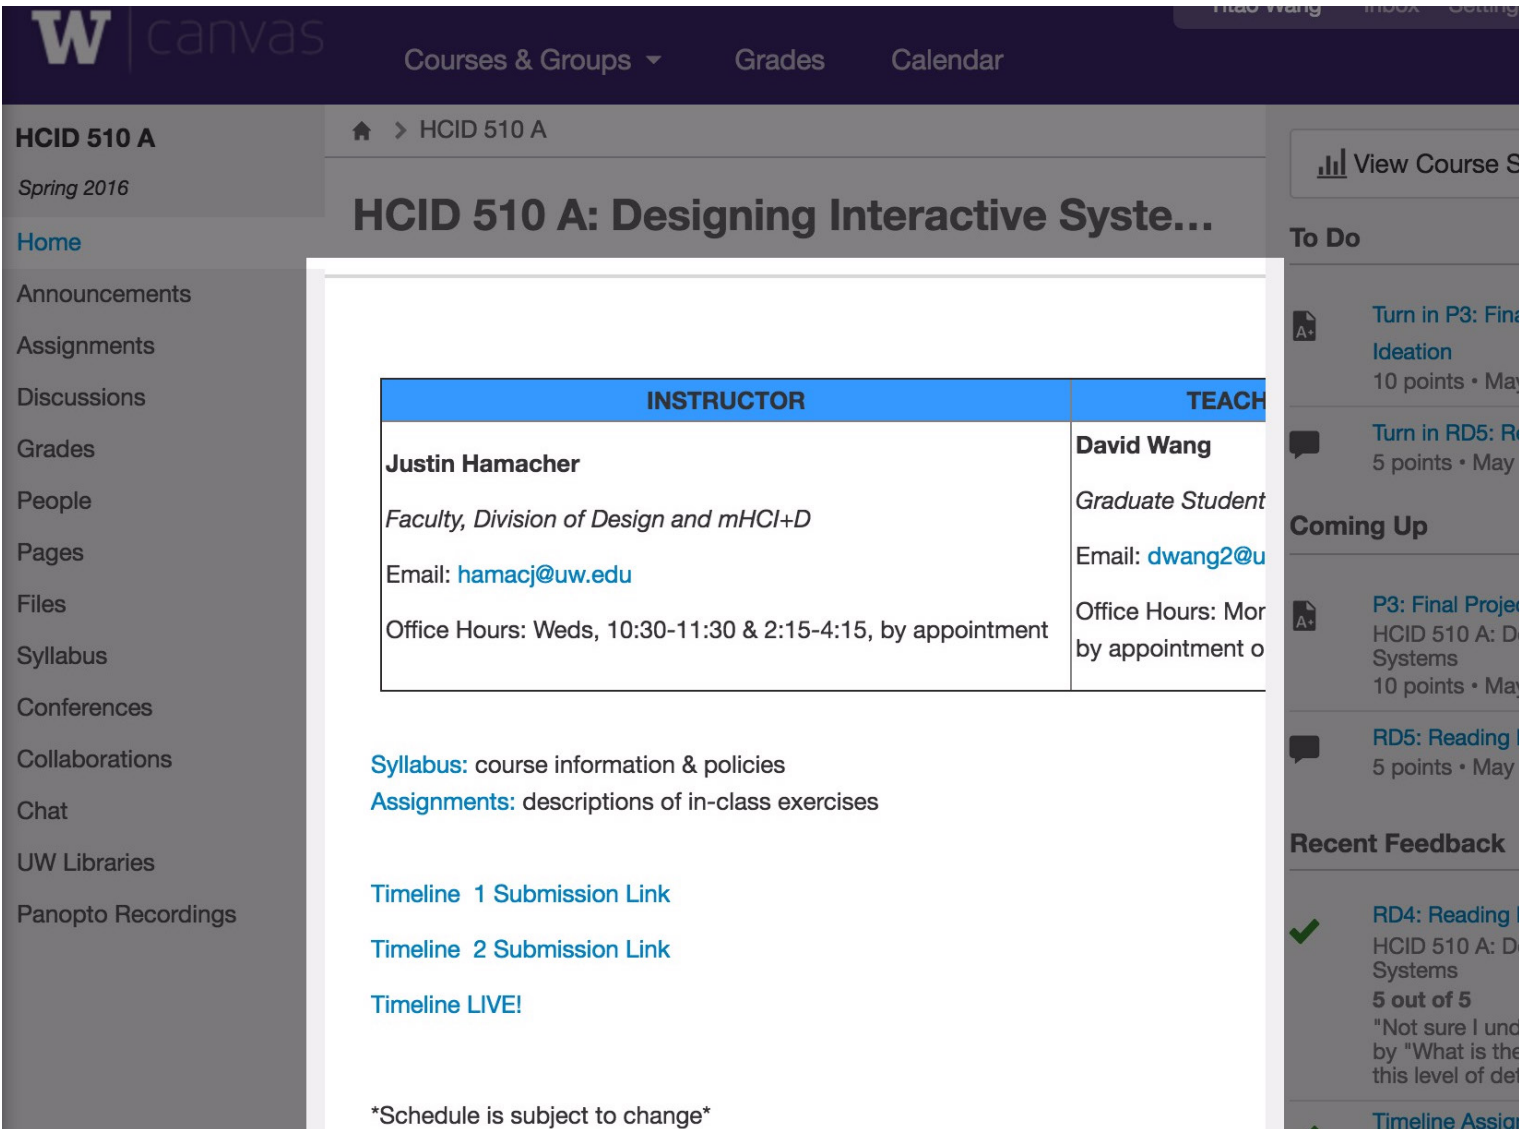 W canvas
Wang Inbox
Courses & Groups Grades Calendar
HCID 510 A
Spring 2016
Home
Announcements
Assignments
Discussions
Grades
People
Pages
Files
Syllabus
Conferences
Collaborations
Chat
UW Libraries
Panopto Recordings
> HCID 510 A
HCID 510 A: Designing Interactive Syste...
INSTRUCTOR
Justin Hamacher
Faculty, Division of Design and mHCI+D
Email: hamacj@uw.edu
Office Hours: Weds, 10:30-11:30 & 2:15-4:15, by appointment
TEACH
David Wang
Graduate Student
Email: dwang2@u
Office Hours: Mon
by appointment o
Syllabus: course information & policies
Assignments: descriptions of in-class exercises
Timeline 1 Submission Link
Timeline 2 Submission Link
Timeline LIVE!
*Schedule is subject to change*
View Course S
To Do
A+
Turn in P3: Fina
Ideation
10 points • May
Turn in RD5: Re
5 points • May
Coming Up
A+
P3: Final Projec
HCID 510 A: De
Systems
10 points • May
RD5: Reading
5 points • May
Recent Feedback
RD4: Reading
HCID 510 A: De
Systems
5 out of 5
"Not sure I und
by "What is the
this level of det
Timeline Assign